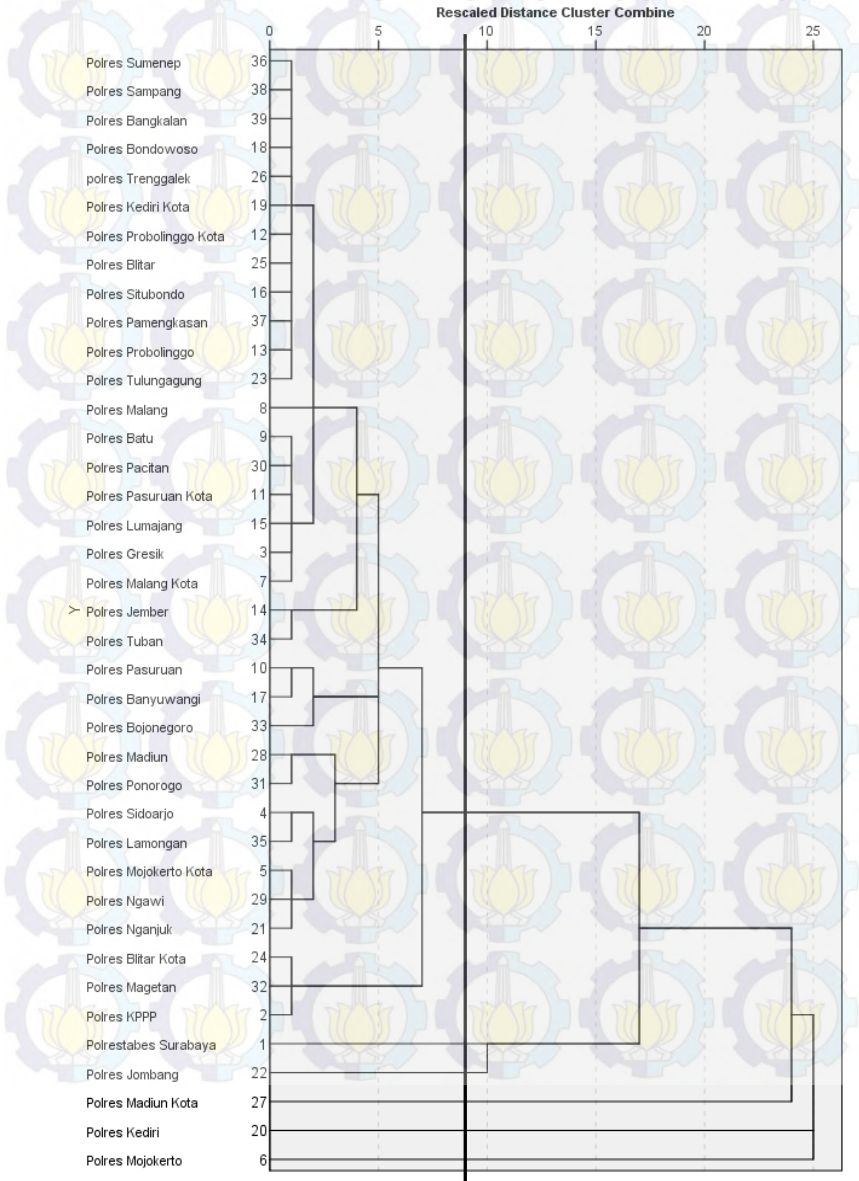 Rescaled Distance Cluster Combine
0 5 10 15 20 25
Polres Sumenep 36
Polres Sampang 38
Polres Bangkalan 39
Polres Bondowoso 18
polres Trenggalek 26
Polres Kediri Kota 19
Polres Probolinggo Kota 12
Polres Blitar 25
Polres Situbondo 16
Polres Pamengkasan 37
Polres Probolinggo 13
Polres Tulungagung 23
Polres Malang 8
Polres Batu 9
Polres Pacitan 30
Polres Pasuruan Kota 11
Polres Lumajang 15
Polres Gresik 3
Polres Malang Kota 7
Y Polres Jember 14
Polres Tuban 34
Polres Pasuruan 10
Polres Banyuwangi 17
Polres Bojonegoro 33
Polres Madiun 28
Polres Ponorogo 31
Polres Sidoarjo 4
Polres Lamongan 35
Polres Mojokerto Kota 5
Polres Ngawi 29
Polres Nganjuk 21
Polres Blitar Kota 24
Polres Magetan 32
Polres KPPP 2
Polrestabes Surabaya 1
Polres Jombang 22
Polres Madiun Kota 27
Polres Kediri 20
Polres Mojokerto 6